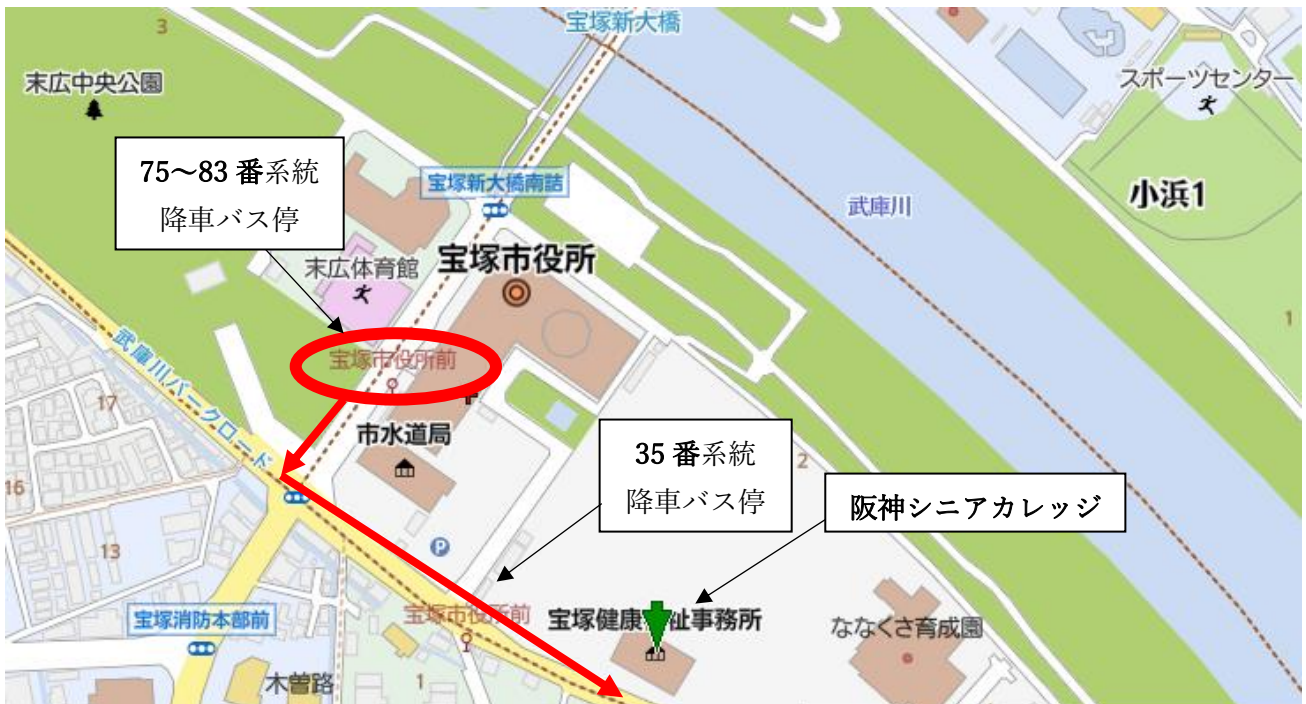 宝塚新大橋
3
末広中央公園
スポーツセンター
75～83 番系統
降車バス停
宝塚新大橋南詰
小浜1
武庫川
末広体育館
宝塚市役所
1
宝塚市役所前
武庫川パークロード
17
市水道局
35 番系統
降車バス停
2
阪神シニアカレッジ
16
13
P
宝塚市役所前
宝塚健康福祉事務所
ななくさ育成園
宝塚消防本部前
木曽路
1